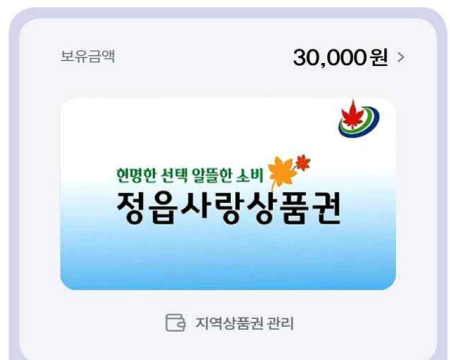 보유금액 30,000원 >
현명한 선택 알뜰한 소비
정읍사랑상품권
지역상품권 관리